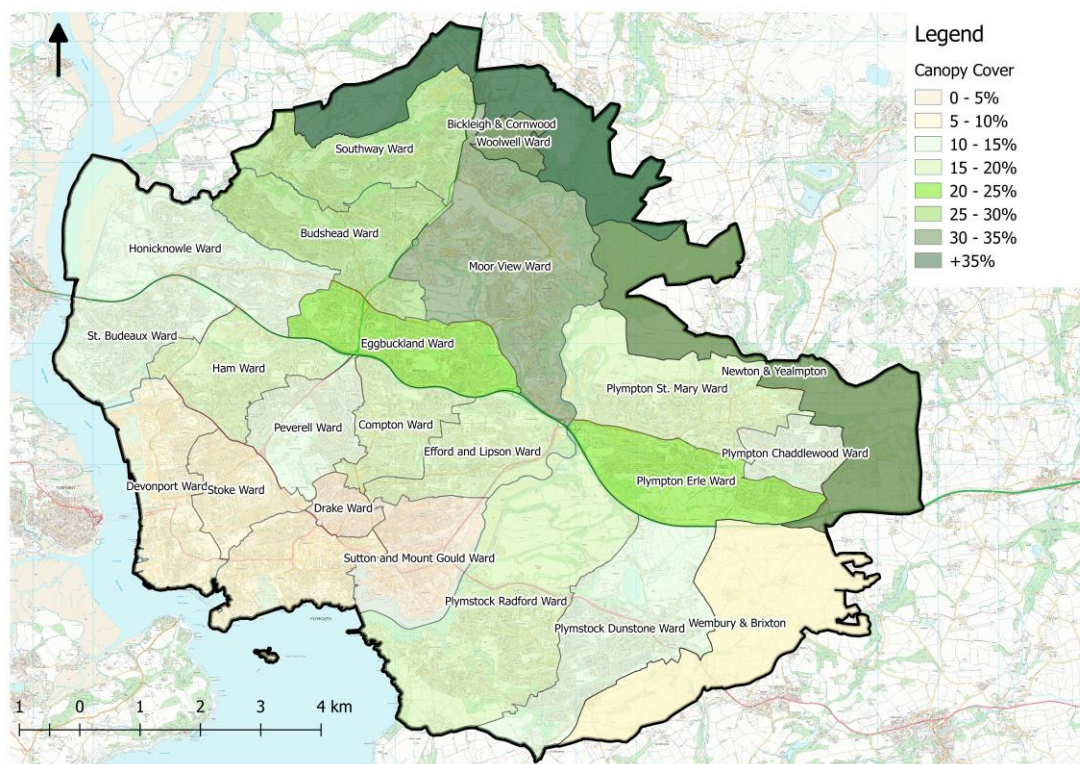 Legend
Canopy Cover
0 - 5%
5 - 10%
10 - 15%
15 - 20%
20 - 25%
25 - 30%
30 - 35%
+35%
Bickleigh & Cornwood
Woolwell Ward
Southway Ward
Budshead Ward
Honicknowle Ward
Moor View Ward
St. Budeaux Ward
Eggbuckland Ward
Ham Ward
Newton & Yealmpton
Plympton St. Mary Ward
Peverell Ward
Compton Ward
Efford and Lipson Ward
Plympton Chaddlewood Ward
Plympton Erle Ward
Devonport Ward
Stoke Ward
Drake Ward
Sutton and Mount Gould Ward
Plymstock Radford Ward
Plymstock Dunstone Ward
Wembury & Brixton
TORPOINT
PLYMOUTH
1 0 1 2 3 4 km